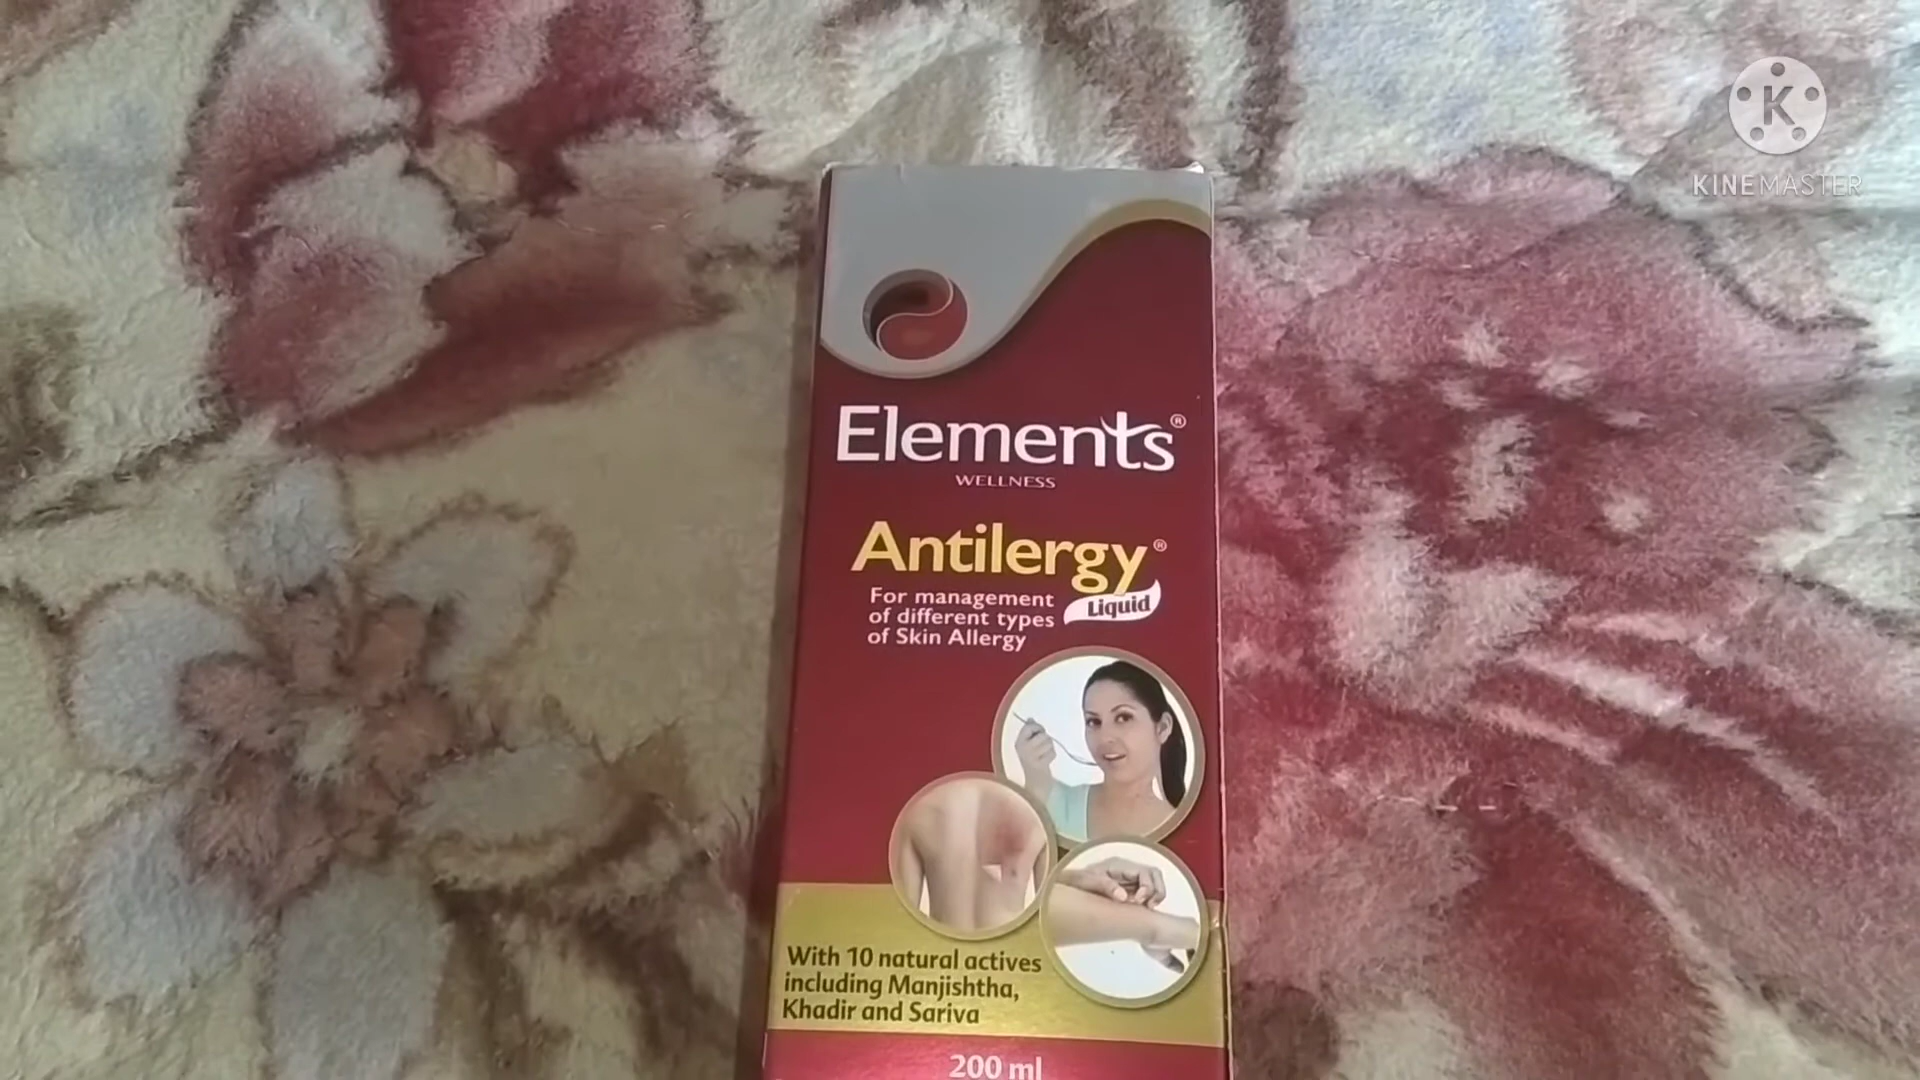 K
KINEMASTER
Elements®
WELLNESS
Antilergy®
Liquid
For management
of different types
of Skin Allergy
With 10 natural actives
including Manjishtha,
Khadir and Sariva
200 ml